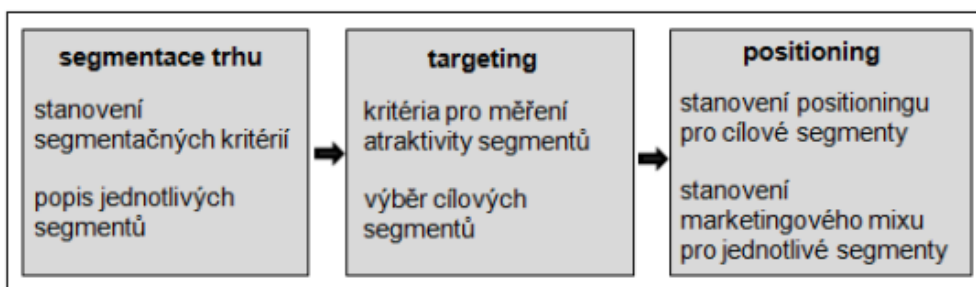 segmentace trhu
stanovení
segmentačných kritérií
popis jednotlivých
segmentů
targeting
kritéria pro měření
atraktivity segmentů
výběr cílových
segmentů
positioning
stanovení positioningu
pro cílové segmenty
stanovení
marketingového mixu
pro jednotlivé segmenty